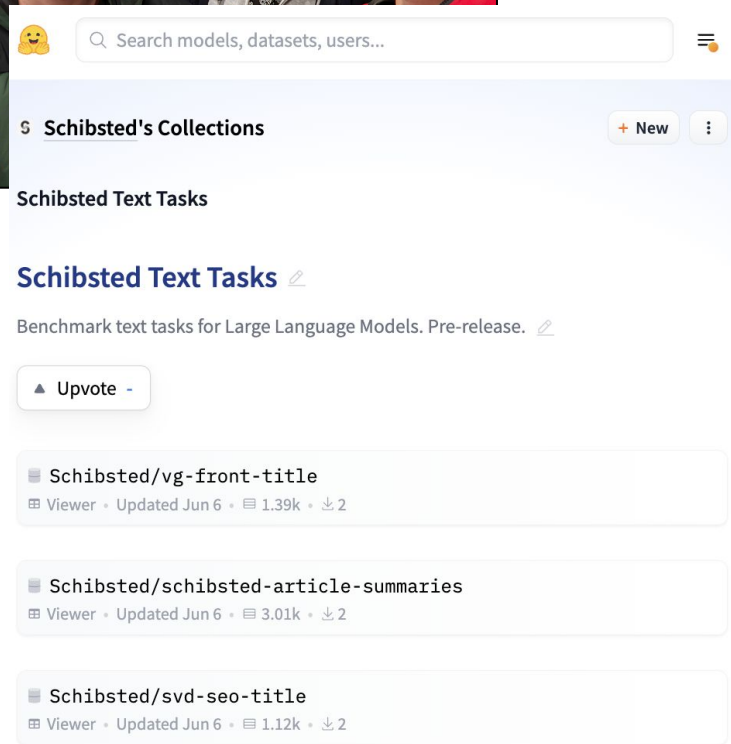 Search models, datasets, users...
S Schibsted's Collections
+ New
Schibsted Text Tasks
Schibsted Text Tasks
Benchmark text tasks for Large Language Models. Pre-release.
Upvote -
Schibsted/vg-front-title
Viewer • Updated Jun 6 • 1.39k • 2
Schibsted/schibsted-article-summaries
Viewer • Updated Jun 6 • 3.01k • 2
Schibsted/svd-seo-title
Viewer • Updated Jun 6 • 1.12k • 2